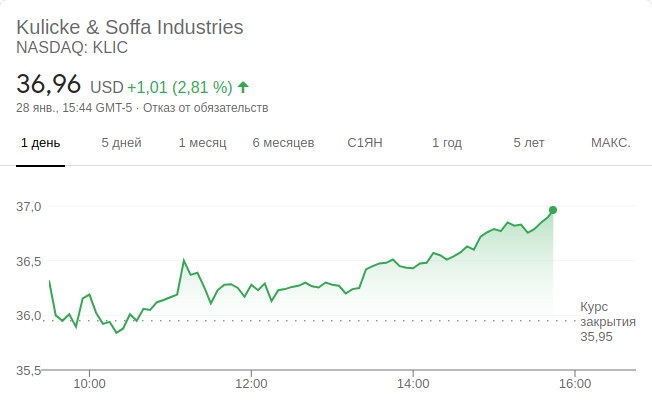 Kulicke & Soffa Industries
NASDAQ: KLIC
36,96 USD +1,01 (2,81 %)
28 янв., 15:44 GMT-5 · Отказ от обязательств
1 день 5 дней 1 месяц 6 месяцев С1ЯН 1 год 5 лет МАКС.
37,0
36,5
36,0
35,5
Курс
закрытия
35,95
10:00 12:00 14:00 16:00